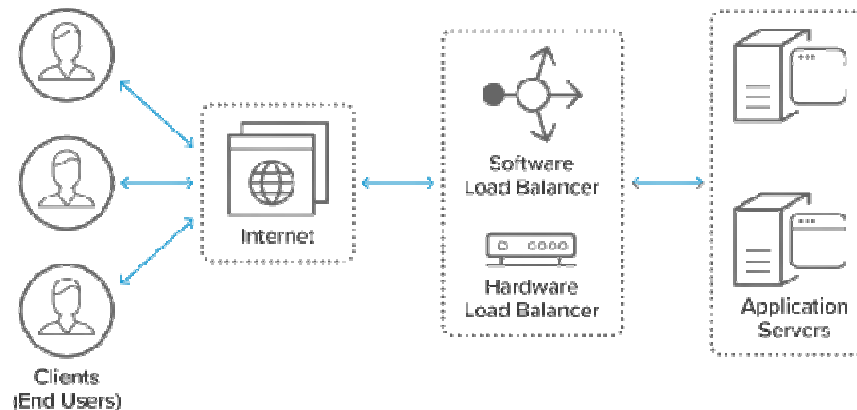 Clients
(End Users)
Internet
Software
Load Balancer
Hardware
Load Balancer
Application
Servers